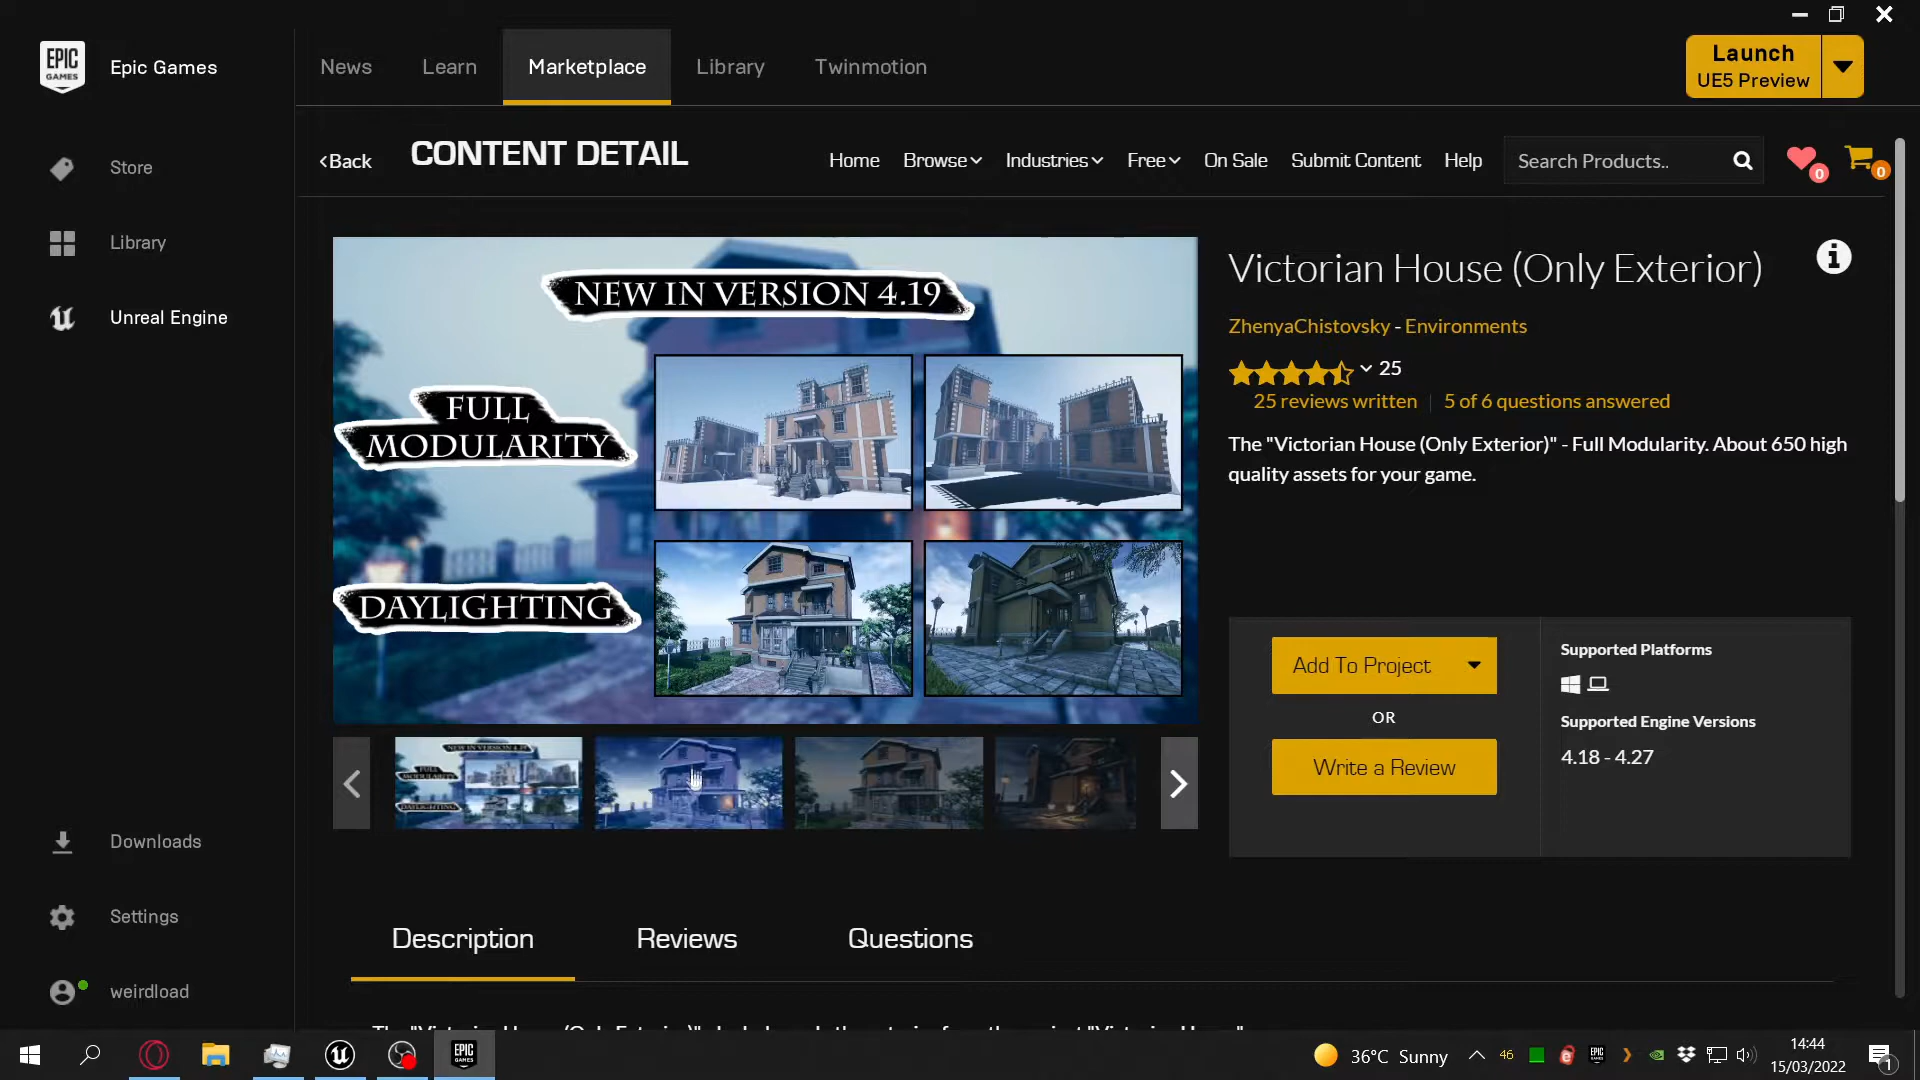 EPIC GAMES
Epic Games
News
Learn
Marketplace
Library
Twinmotion
Launch
UE5 Preview
Store
Library
Unreal Engine
Downloads
Settings
weirdload
Back
CONTENT DETAIL
Home
Browse
Industries
Free
On Sale
Submit Content
Help
Search Products..
0
0
NEW IN VERSION 4.19
FULL
MODULARITY
DAYLIGHTING
Victorian House (Only Exterior)
ZhenyaChistovsky - Environments
25
25 reviews written
5 of 6 questions answered
The "Victorian House (Only Exterior)" - Full Modularity. About 650 high
quality assets for your game.
Add To Project
OR
Write a Review
Supported Platforms
Supported Engine Versions
4.18 - 4.27
Description
Reviews
Questions
36°C Sunny
46
14:44
15/03/2022
1